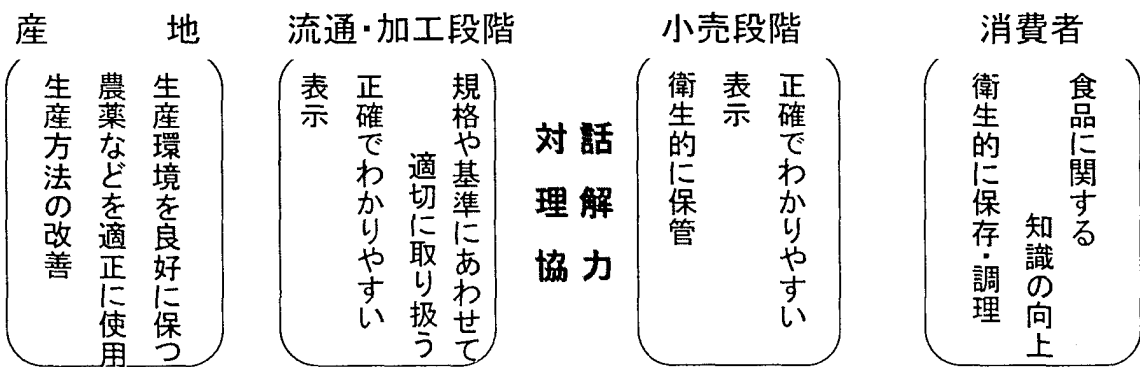 産地
生産環境を良好に保つ
農薬などを適正に使用
生産方法の改善
流通・加工段階
規格や基準にあわせて
適切に取り扱う
正確でわかりやすい
表示
対話
理解
協力
小売段階
正確でわかりやすい
表示
衛生的に保管
消費者
食品に関する
知識の向上
衛生的に保存・調理